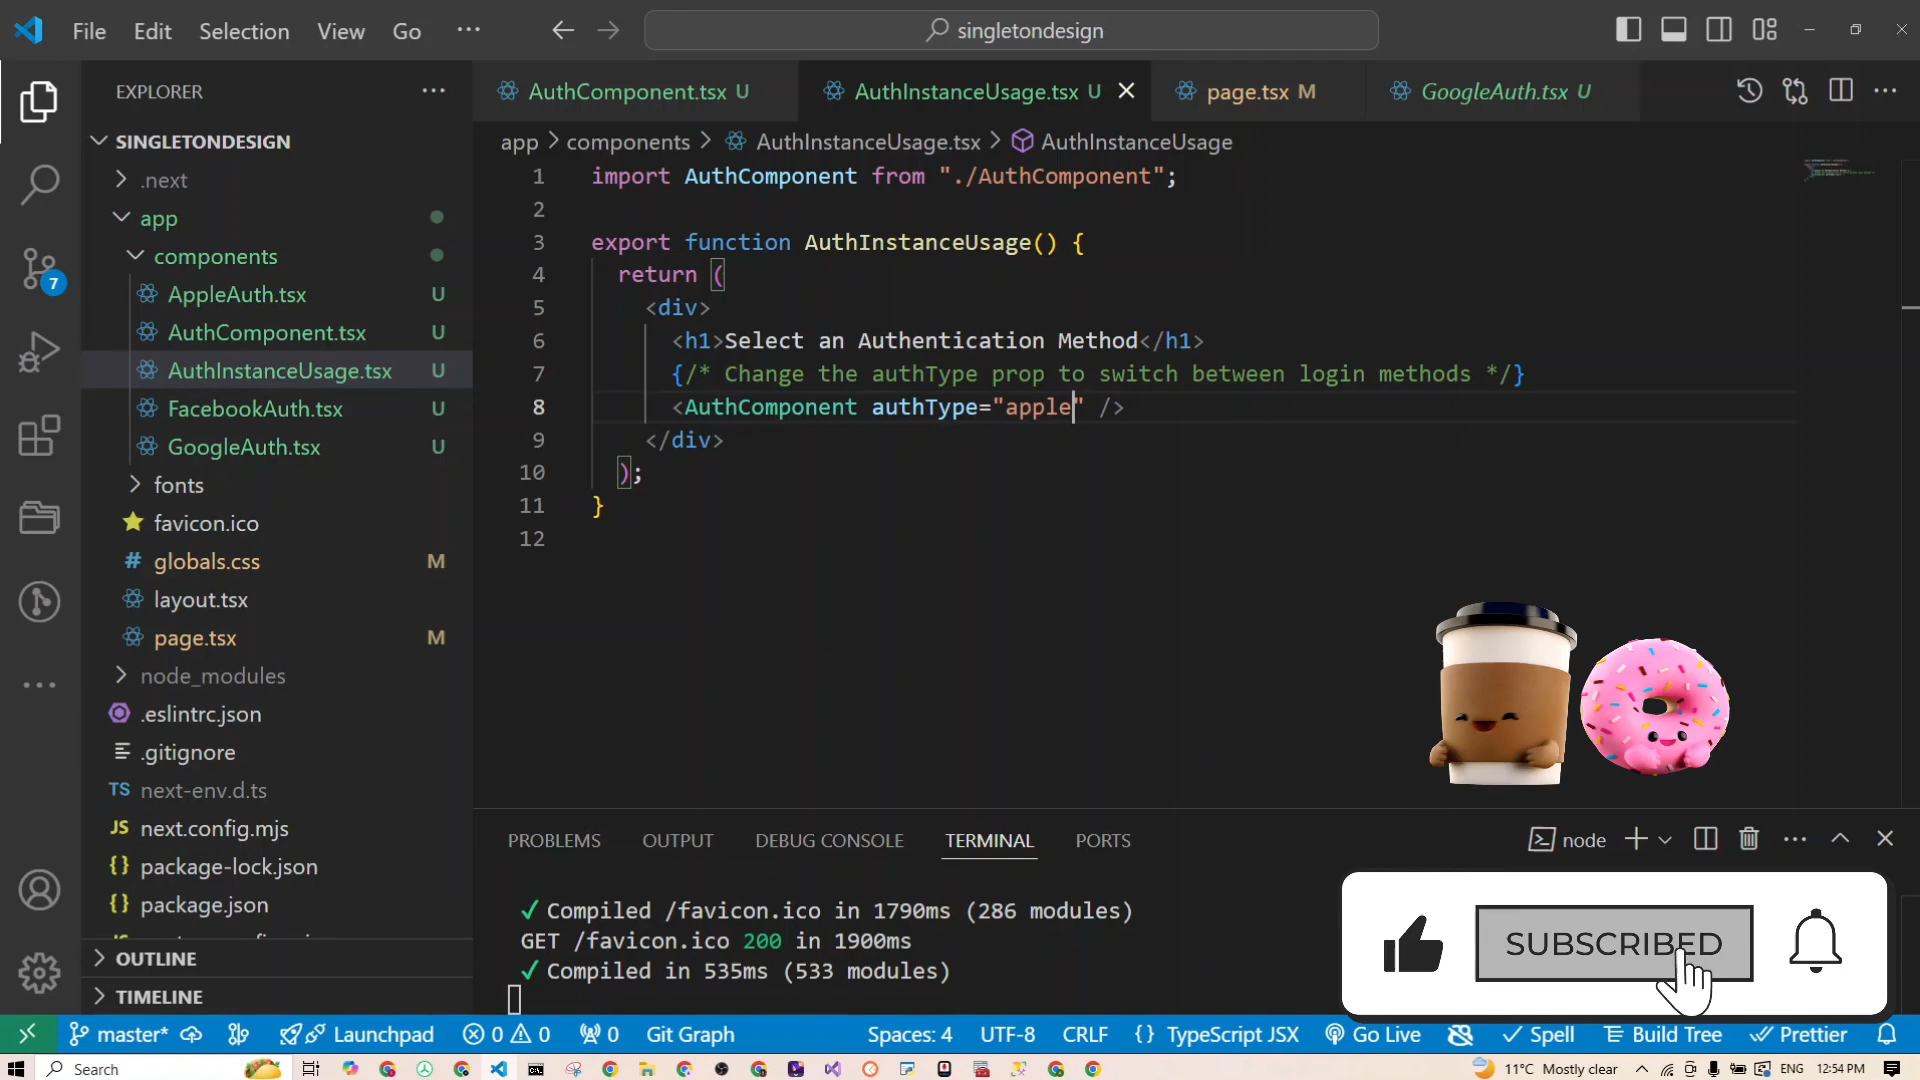 File Edit Selection View Go
singletondesign
EXPLORER
SINGLETONDESIGN
.next
app
components
AppleAuth.tsx U
AuthComponent.tsx U
AuthInstanceUsage.tsx U
FacebookAuth.tsx U
GoogleAuth.tsx U
fonts
favicon.ico
globals.css M
layout.tsx
page.tsx M
node_modules
.eslintrc.json
.gitignore
TS next-env.d.ts
JS next.config.mjs
{} package-lock.json
{} package.json
OUTLINE
TIMELINE
7
AuthComponent.tsx U AuthInstanceUsage.tsx U page.tsx M GoogleAuth.tsx U
app > components > AuthInstanceUsage.tsx > AuthInstanceUsage
1 import AuthComponent from "./AuthComponent";
2
3 export function AuthInstanceUsage() {
4 return (
5 <div>
6 <h1>Select an Authentication Method</h1>
7 {/* Change the authType prop to switch between login methods */}
8 <AuthComponent authType="apple" />
9 </div>
10 );
11 }
12
PROBLEMS OUTPUT DEBUG CONSOLE TERMINAL PORTS
node
✓ Compiled /favicon.ico in 1790ms (286 modules)
GET /favicon.ico 200 in 1900ms
✓ Compiled in 535ms (533 modules)
SUBSCRIBED
master* Launchpad 0 0 0 Git Graph Spaces: 4 UTF-8 CRLF {} TypeScript JSX Go Live Spell Build Tree Prettier
Search 11°C Mostly clear ENG 12:54 PM